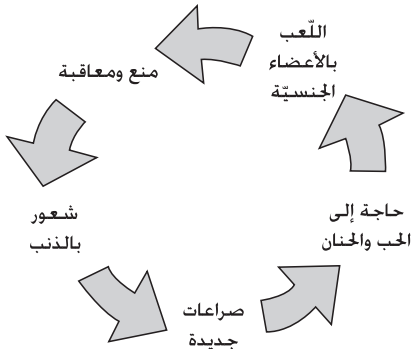 اللّعب
بالأعضاء
الجنسيّة
منع ومعاقبة
شعور
بالذنب
صراعات
جديدة
حاجة إلى
الحب والحنان